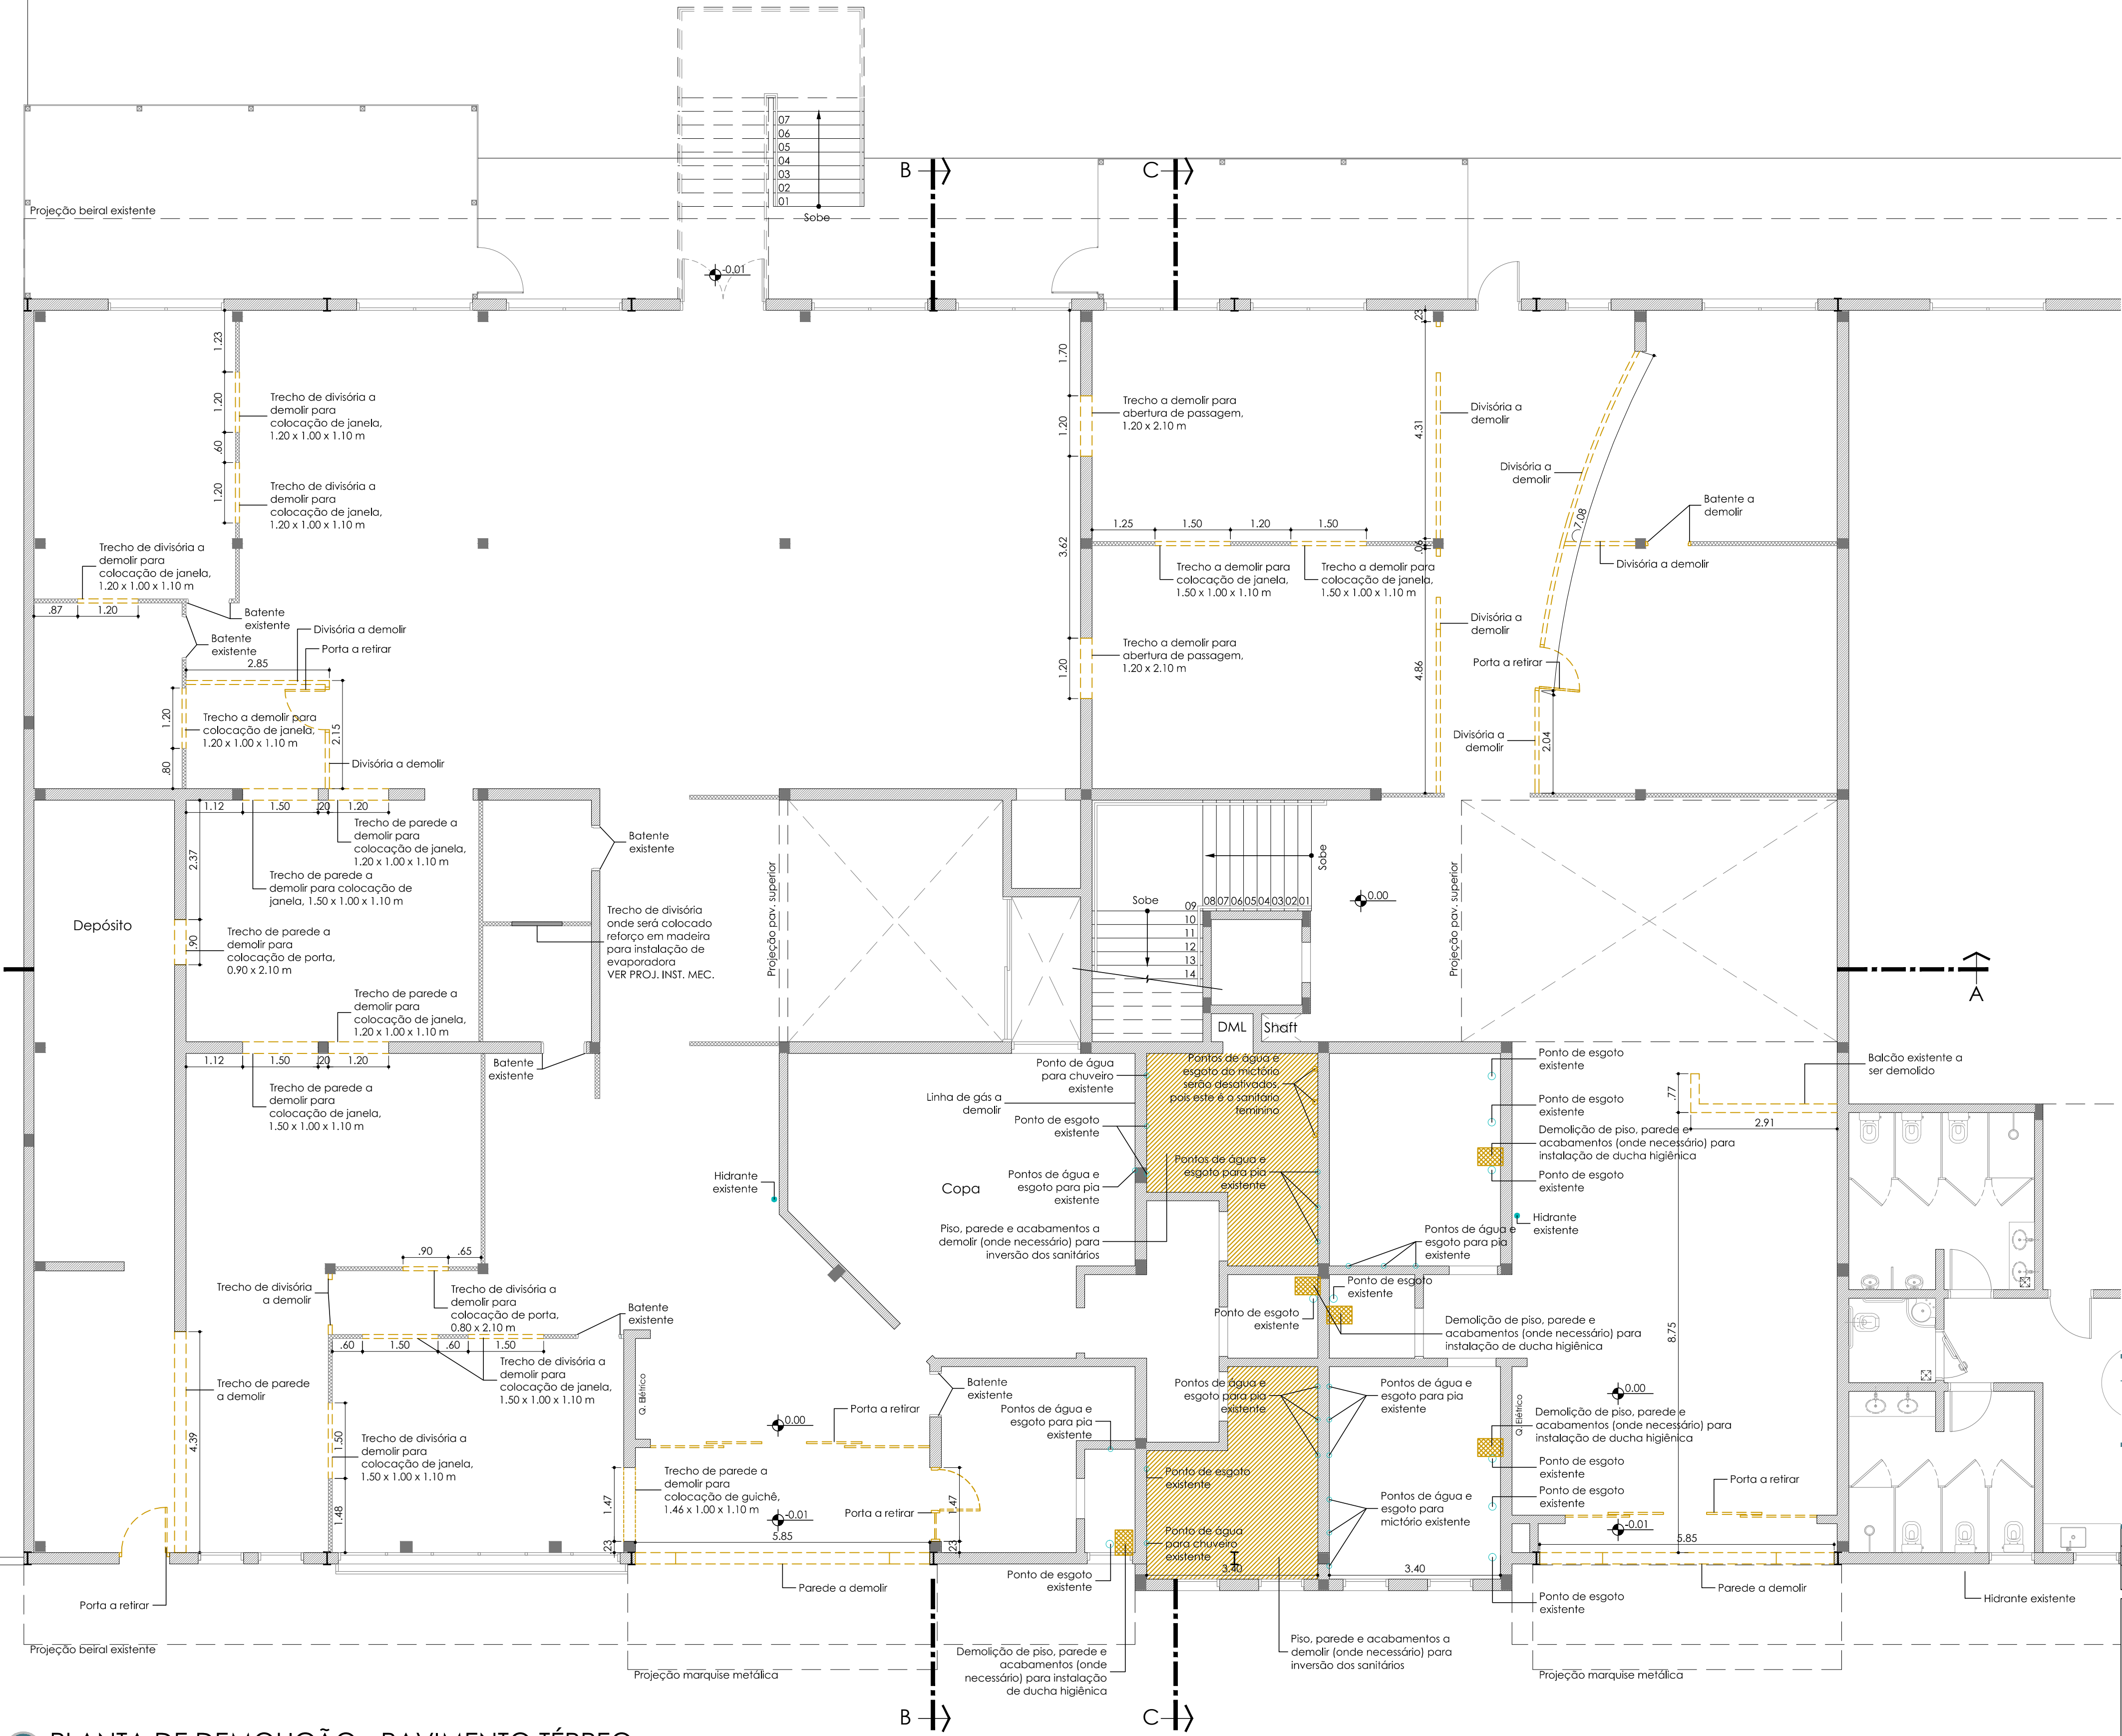 07
06
05
04
03
02
01
Sobe
B
C
Projeção beiral existente
-0.01
1.23
1.20
.60
1.20
Trecho de divisória a
demolir para
colocação de janela,
1.20 x 1.00 x 1.10 m
Trecho de divisória a
demolir para
colocação de janela,
1.20 x 1.00 x 1.10 m
Trecho de divisória a
demolir para
colocação de janela,
1.20 x 1.00 x 1.10 m
.87
1.20
Batente
existente
Batente
existente
Divisória a demolir
Porta a retirar
2.85
1.20
.80
Trecho a demolir para
colocação de janela,
1.20 x 1.00 x 1.10 m
2.15
Divisória a demolir
1.70
1.20
3.62
1.20
Trecho a demolir para
abertura de passagem,
1.20 x 2.10 m
1.25
1.50
1.20
1.50
Trecho a demolir para
colocação de janela,
1.50 x 1.00 x 1.10 m
Trecho a demolir para
colocação de janela,
1.50 x 1.00 x 1.10 m
Trecho a demolir para
abertura de passagem,
1.20 x 2.10 m
.23
4.31
.06
4.86
Divisória a
demolir
Divisória a
demolir
7.08
Batente a
demolir
Divisória a demolir
Divisória a
demolir
Porta a retirar
Divisória a
demolir
2.04
1.12
1.50
.20
1.20
Trecho de parede a
demolir para
colocação de janela,
1.20 x 1.00 x 1.10 m
Trecho de parede a
demolir para colocação de
janela, 1.50 x 1.00 x 1.10 m
2.37
.90
Depósito
Trecho de parede a
demolir para
colocação de porta,
0.90 x 2.10 m
Trecho de parede a
demolir para
colocação de janela,
1.20 x 1.00 x 1.10 m
Batente
existente
Trecho de divisória
onde será colocado
reforço em madeira
para instalação de
evaporadora
VER PROJ. INST. MEC.
Projeção pav. superior
Sobe
09
10
11
12
13
14
08
07
06
05
04
03
02
01
Sobe
0.00
Projeção pav. superior
A
DML
Shaft
1.12
1.50
.20
1.20
Batente
existente
Trecho de parede a
demolir para
colocação de janela,
1.50 x 1.00 x 1.10 m
Ponto de água
para chuveiro
existente
Linha de gás a
demolir
Ponto de esgoto
existente
Pontos de água e
esgoto do mictório
serão desativados,
pois este é o sanitário
feminino
Pontos de água e
esgoto para pia
existente
Pontos de água e
esgoto para pia
existente
Copa
Hidrante
existente
Piso, parede e acabamentos a
demolir (onde necessário) para
inversão dos sanitários
Ponto de esgoto
existente
Ponto de esgoto
existente
Demolição de piso, parede e
acabamentos (onde necessário) para
instalação de ducha higiênica
Ponto de esgoto
existente
Hidrante
existente
Pontos de água e
esgoto para pia
existente
.77
2.91
Balcão existente a
ser demolido
8.75
Ponto de esgoto
existente
Ponto de esgoto
existente
Demolição de piso, parede e
acabamentos (onde necessário) para
instalação de ducha higiênica
.90
.65
Trecho de divisória
a demolir
Trecho de divisória a
demolir para
colocação de porta,
0.80 x 2.10 m
Batente
existente
.60
1.50
.60
1.50
Trecho de divisória a
demolir para
colocação de janela,
1.50 x 1.00 x 1.10 m
Trecho de parede
a demolir
4.39
1.50
1.48
Trecho de divisória a
demolir para
colocação de janela,
1.50 x 1.00 x 1.10 m
Q. Elétrico
0.00
Porta a retirar
Batente
existente
Pontos de água e
esgoto para pia
existente
Trecho de parede a
demolir para
colocação de guichê,
1.46 x 1.00 x 1.10 m
1.47
.23
-0.01
5.85
Porta a retirar
1.47
.23
Pontos de água e
esgoto para pia
existente
Pontos de água e
esgoto para pia
existente
Ponto de esgoto
existente
Pontos de água e
esgoto para
mictório existente
Ponto de água
para chuveiro
existente
3.40
3.40
Q. Elétrico
0.00
Demolição de piso, parede e
acabamentos (onde necessário) para
instalação de ducha higiênica
Ponto de esgoto
existente
Ponto de esgoto
existente
Porta a retirar
-0.01
5.85
Parede a demolir
Ponto de esgoto
existente
Hidrante existente
Porta a retirar
Parede a demolir
Ponto de esgoto
existente
Projeção beiral existente
Projeção marquise metálica
Demolição de piso, parede e
acabamentos (onde
necessário) para instalação
de ducha higiênica
Piso, parede e acabamentos a
demolir (onde necessário) para
inversão dos sanitários
Projeção marquise metálica
B
C
PLANTA DE DEMOLIÇÃO - PAVIMENTO TÉRREO